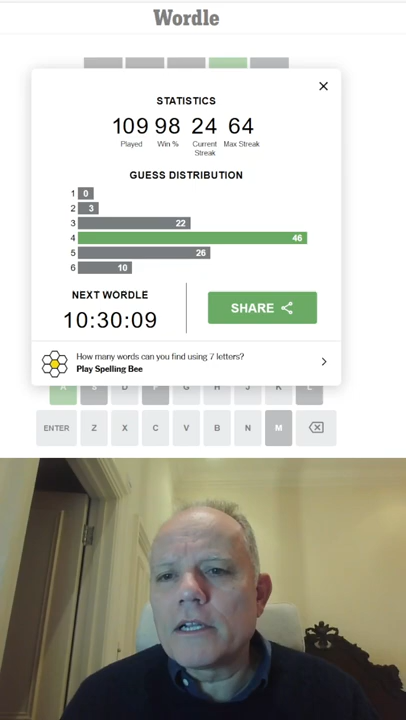 Wordle
STATISTICS
109 98 24 64
Played Win % Current Max Streak
Streak
GUESS DISTRIBUTION
1 0
2 3
3 22
4 46
5 26
6 10
NEXT WORDLE
10:30:09
SHARE
How many words can you find using 7 letters?
Play Spelling Bee
A S D F G H J K L
ENTER Z X C V B N M